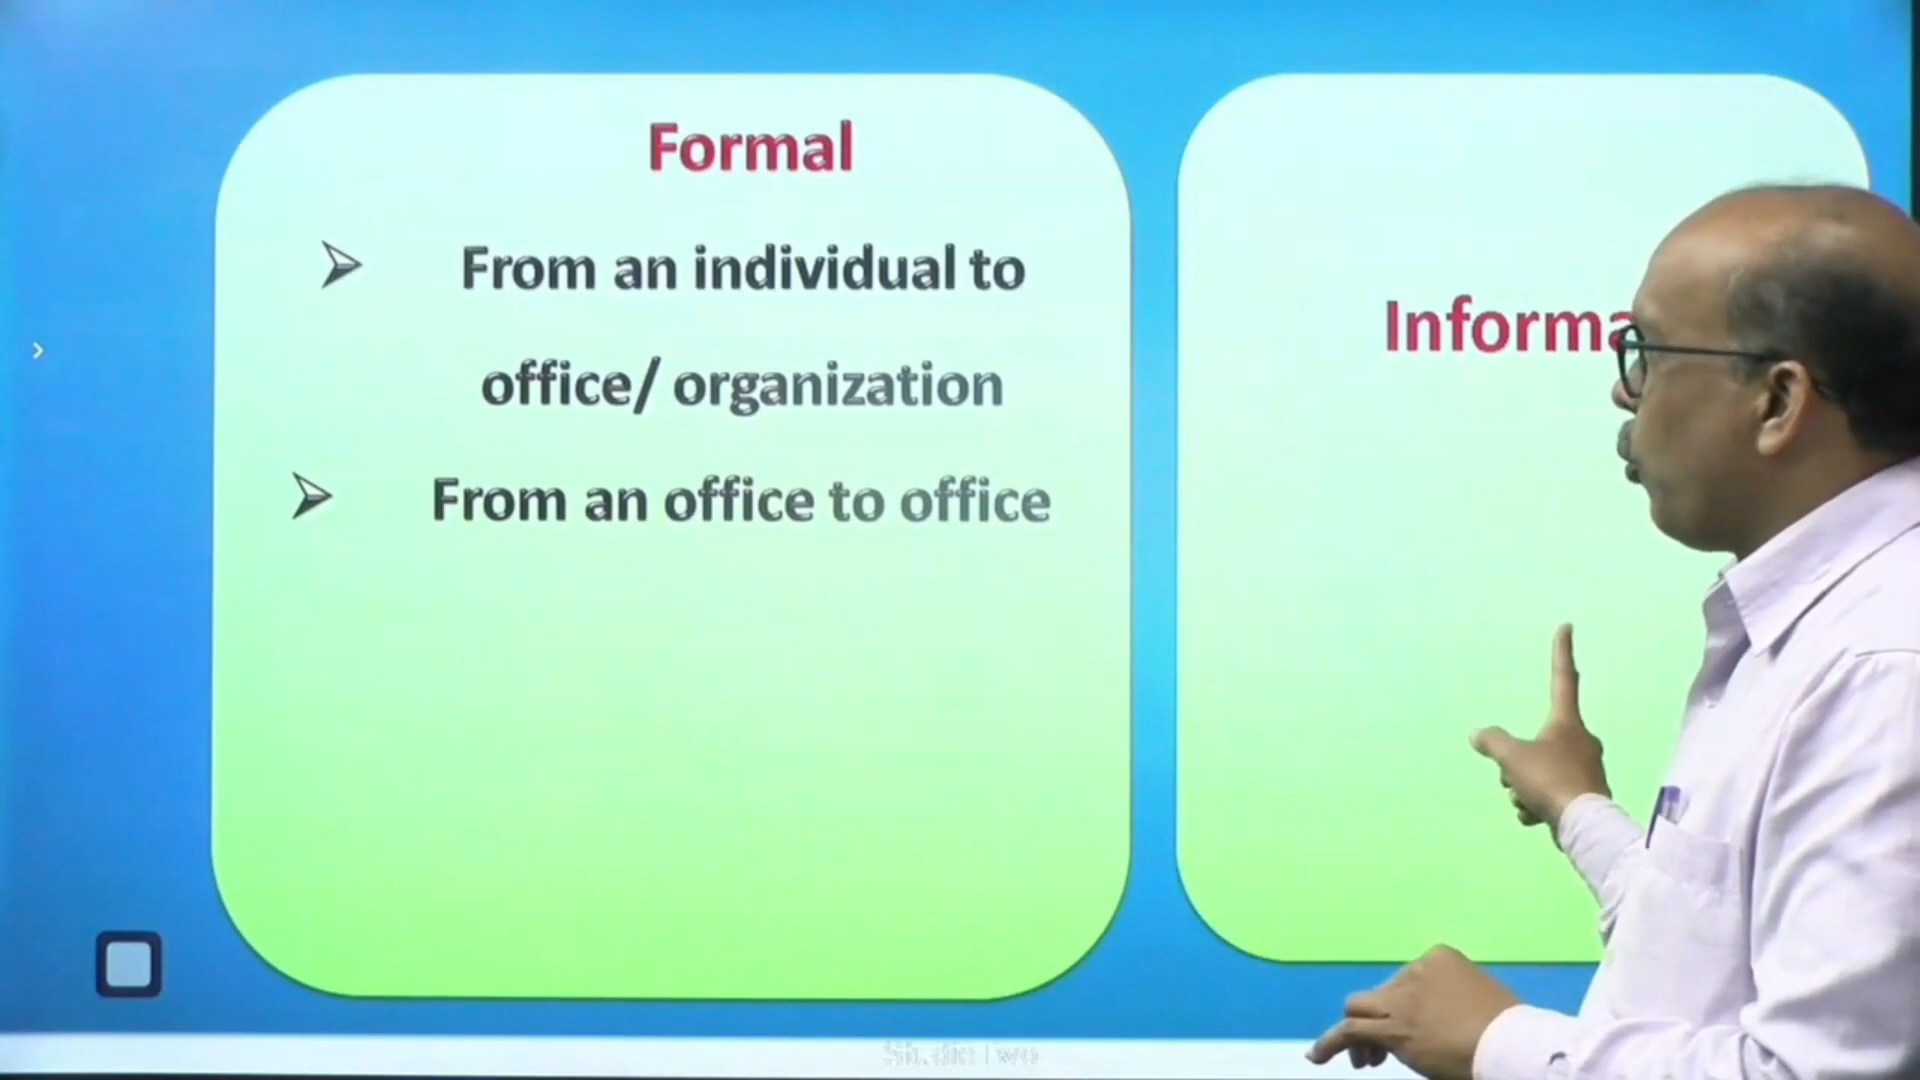 Formal
➢ From an individual to
office/ organization
➢ From an office to office
Informa